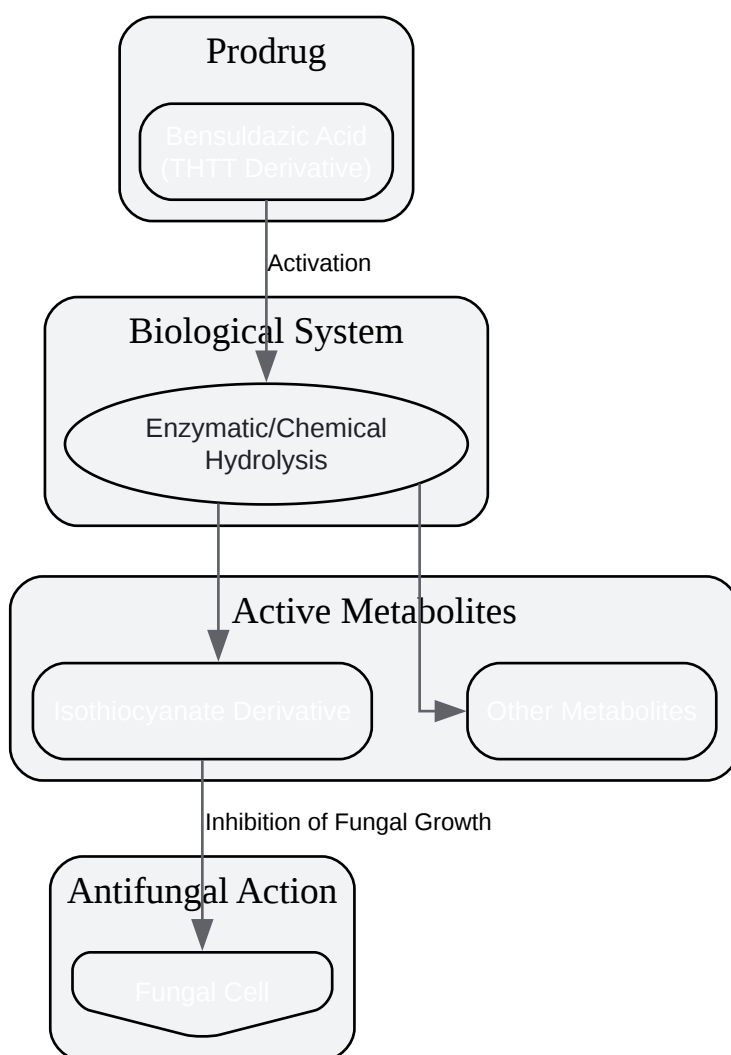 Prodrug
Bensuldazic Acid
(THTT Derivative)
Activation
Biological System
Enzymatic/Chemical
Hydrolysis
Active Metabolites
Isothiocyanate Derivative
Other Metabolites
Inhibition of Fungal Growth
Antifungal Action
Fungal Cell